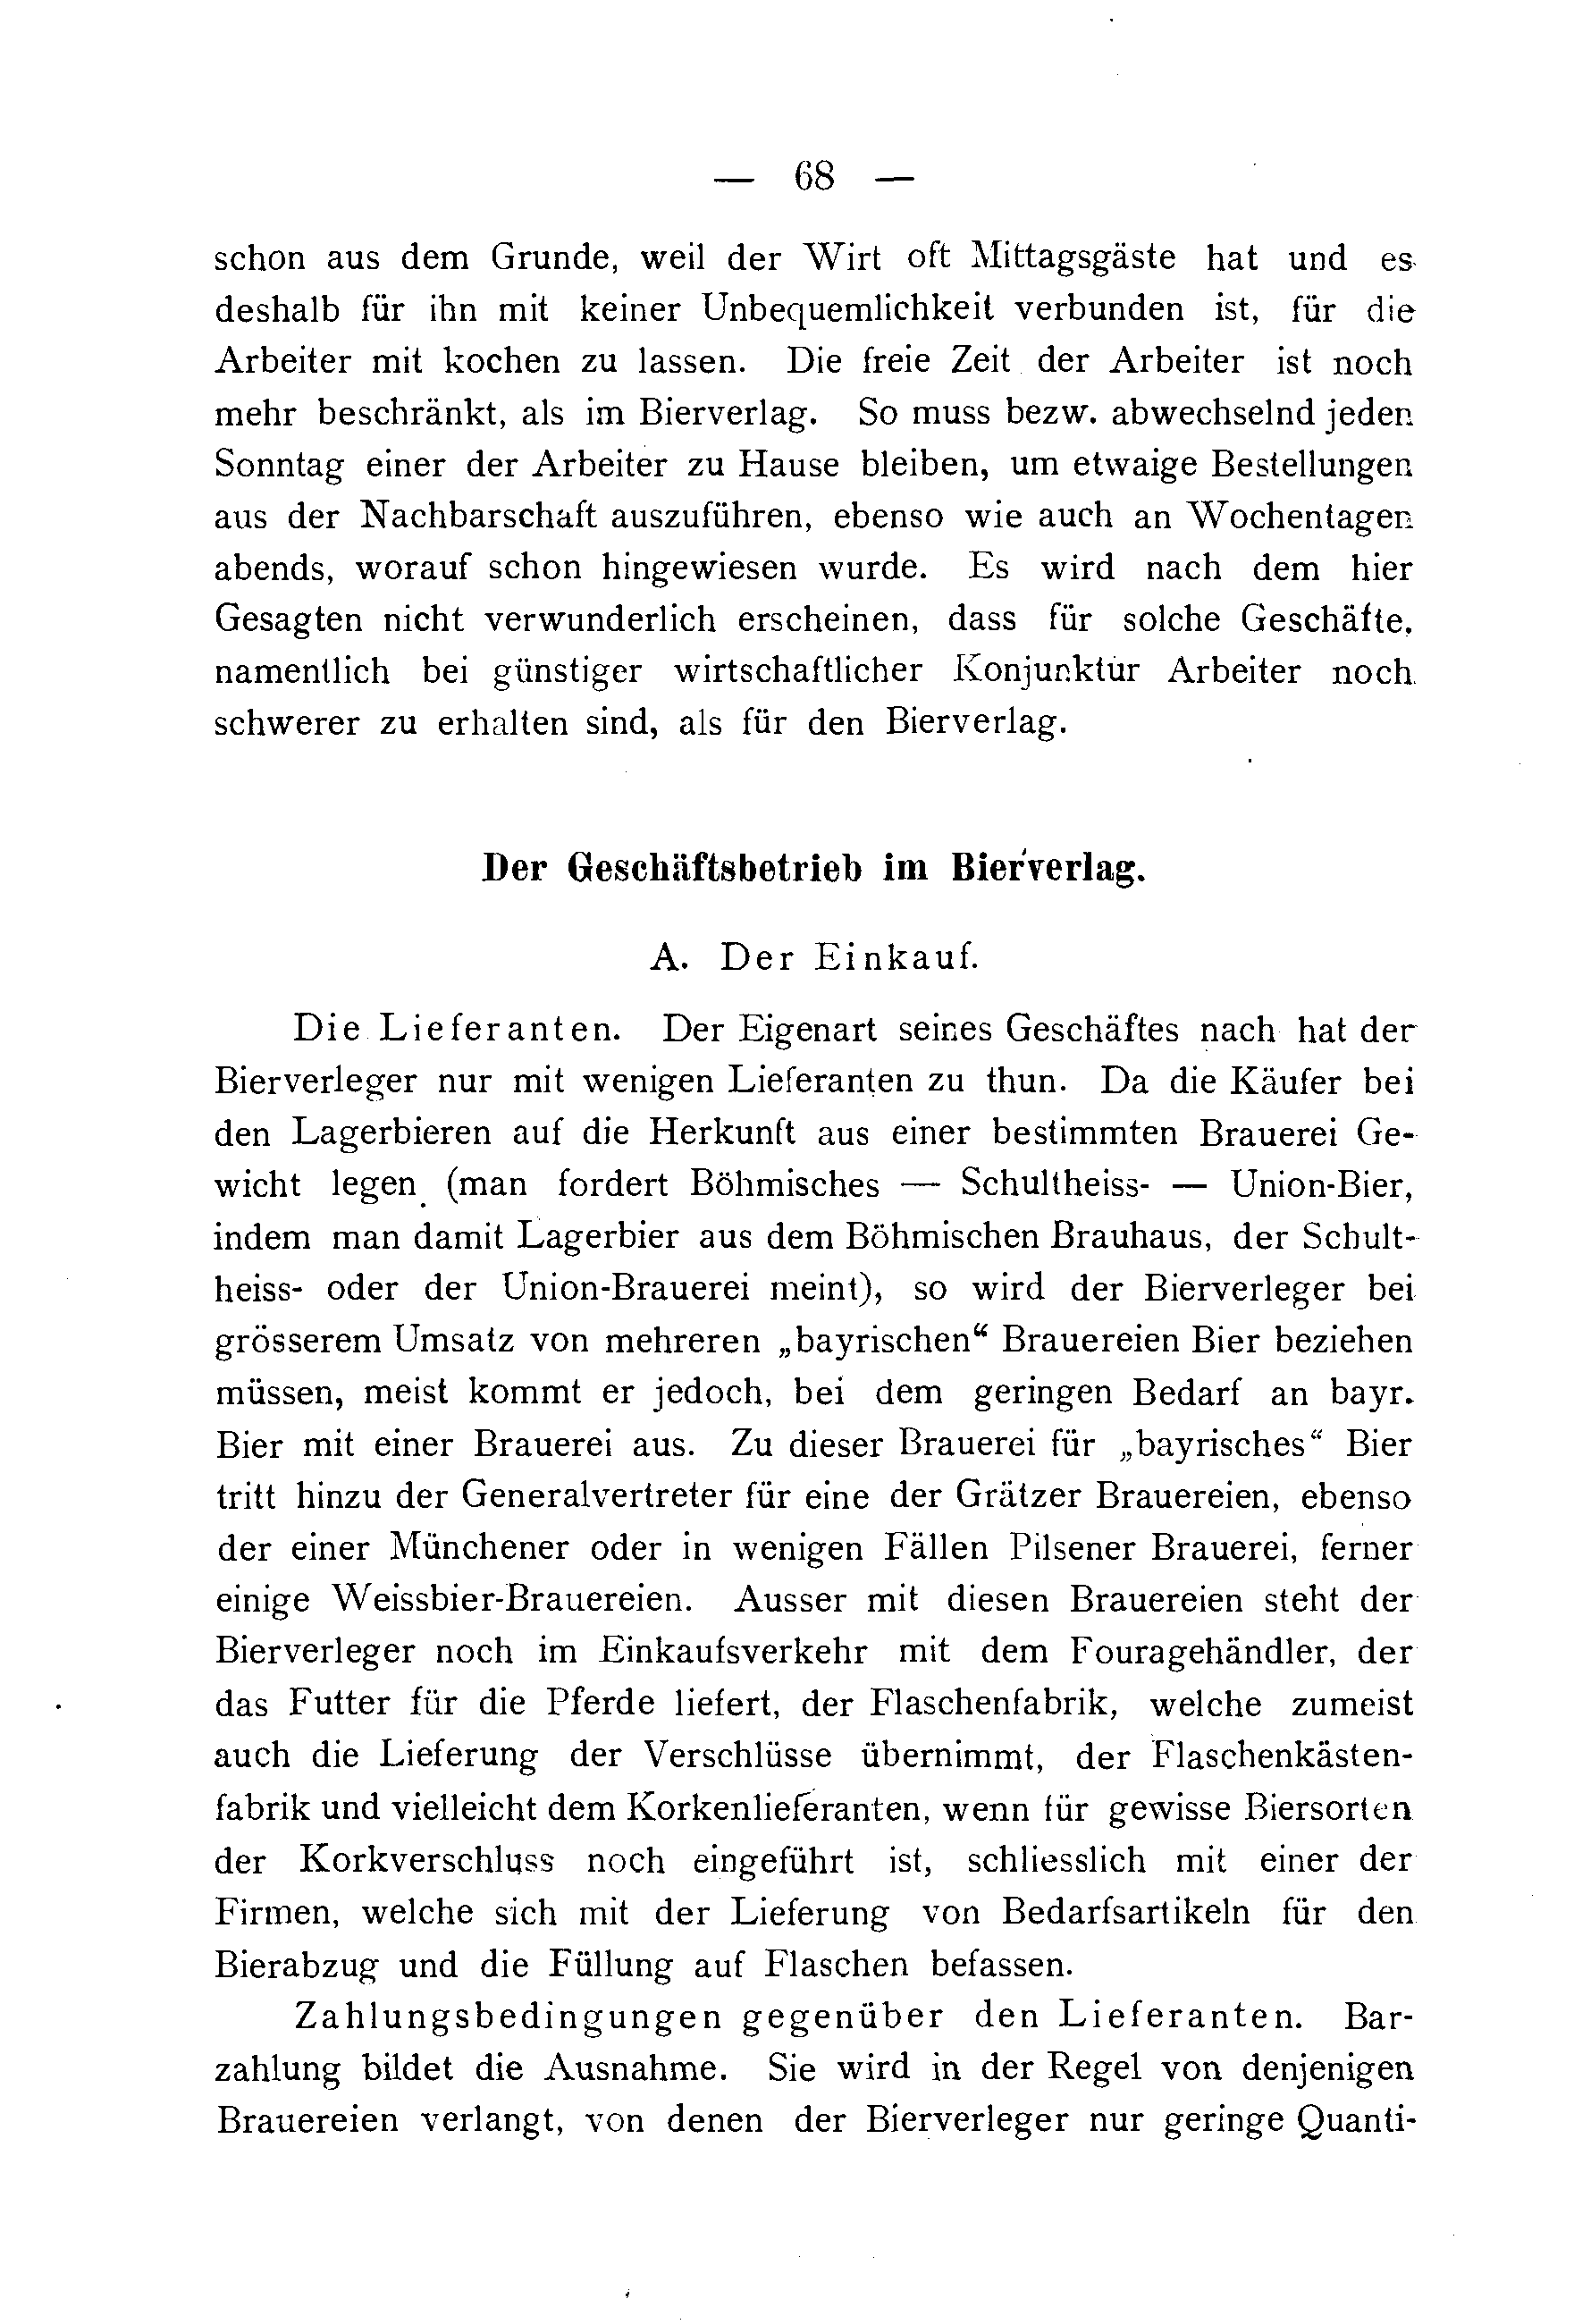 — 68 —
schon aus dem Grunde, weil der Wirt oft Mittagsgäste hat und es
deshalb für ihn mit keiner Unbequemlichkeit verbunden ist, für die
Arbeiter mit kochen zu lassen. Die freie Zeit der Arbeiter ist noch
mehr beschränkt, als im Bierverlag. So muss bezw. abwechselnd jeden
Sonntag einer der Arbeiter zu Hause bleiben, um etwaige Bestellungen
aus der Nachbarschaft auszuführen, ebenso wie auch an Wochentagen
abends, worauf schon hingewiesen wurde. Es wird nach dem hier
Gesagten nicht verwunderlich erscheinen, dass für solche Geschäfte,
namentlich bei günstiger wirtschaftlicher Konjunktur Arbeiter noch
schwerer zu erhalten sind, als für den Bierverlag.
Der Geschäftsbetrieb im Bierverlag.
A. Der Einkauf.
Die Lieferanten. Der Eigenart seines Geschäftes nach hat der
Bierverleger nur mit wenigen Lieferanten zu thun. Da die Käufer bei
den Lagerbieren auf die Herkunft aus einer bestimmten Brauerei Ge-
wicht legen (man fordert Böhmisches — Schultheiss- — Union-Bier,
indem man damit Lagerbier aus dem Böhmischen Brauhaus, der Schult-
heiss- oder der Union-Brauerei meint), so wird der Bierverleger bei
grösserem Umsatz von mehreren „bayrischen“ Brauereien Bier beziehen
müssen, meist kommt er jedoch, bei dem geringen Bedarf an bayr.
Bier mit einer Brauerei aus. Zu dieser Brauerei für „bayrisches“ Bier
tritt hinzu der Generalvertreter für eine der Grätzer Brauereien, ebenso
der einer Münchener oder in wenigen Fällen Pilsener Brauerei, ferner
einige Weissbier-Brauereien. Ausser mit diesen Brauereien steht der
Bierverleger noch im Einkaufsverkehr mit dem Fouragehändler, der
das Futter für die Pferde liefert, der Flaschenfabrik, welche zumeist
auch die Lieferung der Verschlüsse übernimmt, der Flaschenkästen-
fabrik und vielleicht dem Korkenlieferanten, wenn für gewisse Biersorten
der Korkverschluss noch eingeführt ist, schliesslich mit einer der
Firmen, welche sich mit der Lieferung von Bedarfsartikeln für den
Bierabzug und die Füllung auf Flaschen befassen.
Zahlungsbedingungen gegenüber den Lieferanten. Bar-
zahlung bildet die Ausnahme. Sie wird in der Regel von denjenigen
Brauereien verlangt, von denen der Bierverleger nur geringe Quanti-